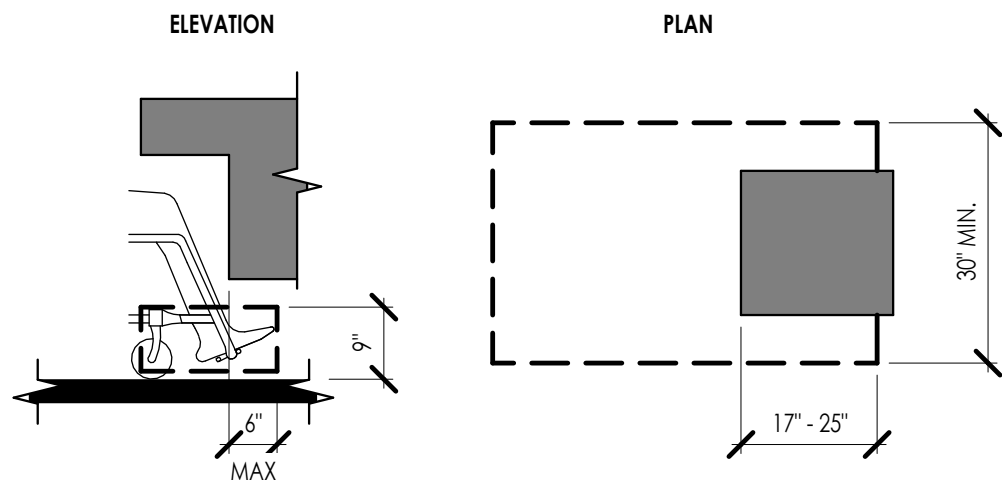 ELEVATION
PLAN
9"
6"
MAX
30" MIN.
17" - 25"